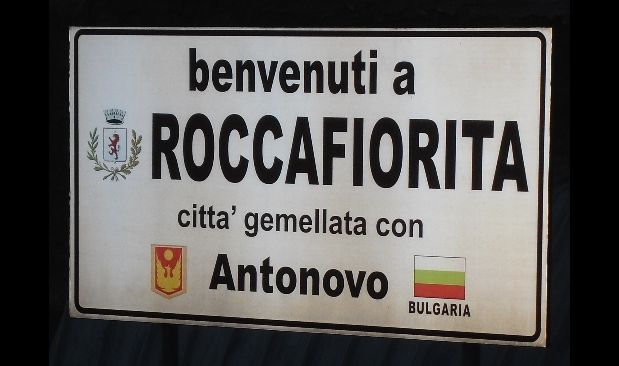 benvenuti a
ROCCAFIORITA
citta' gemellata con
Antonovo
BULGARIA